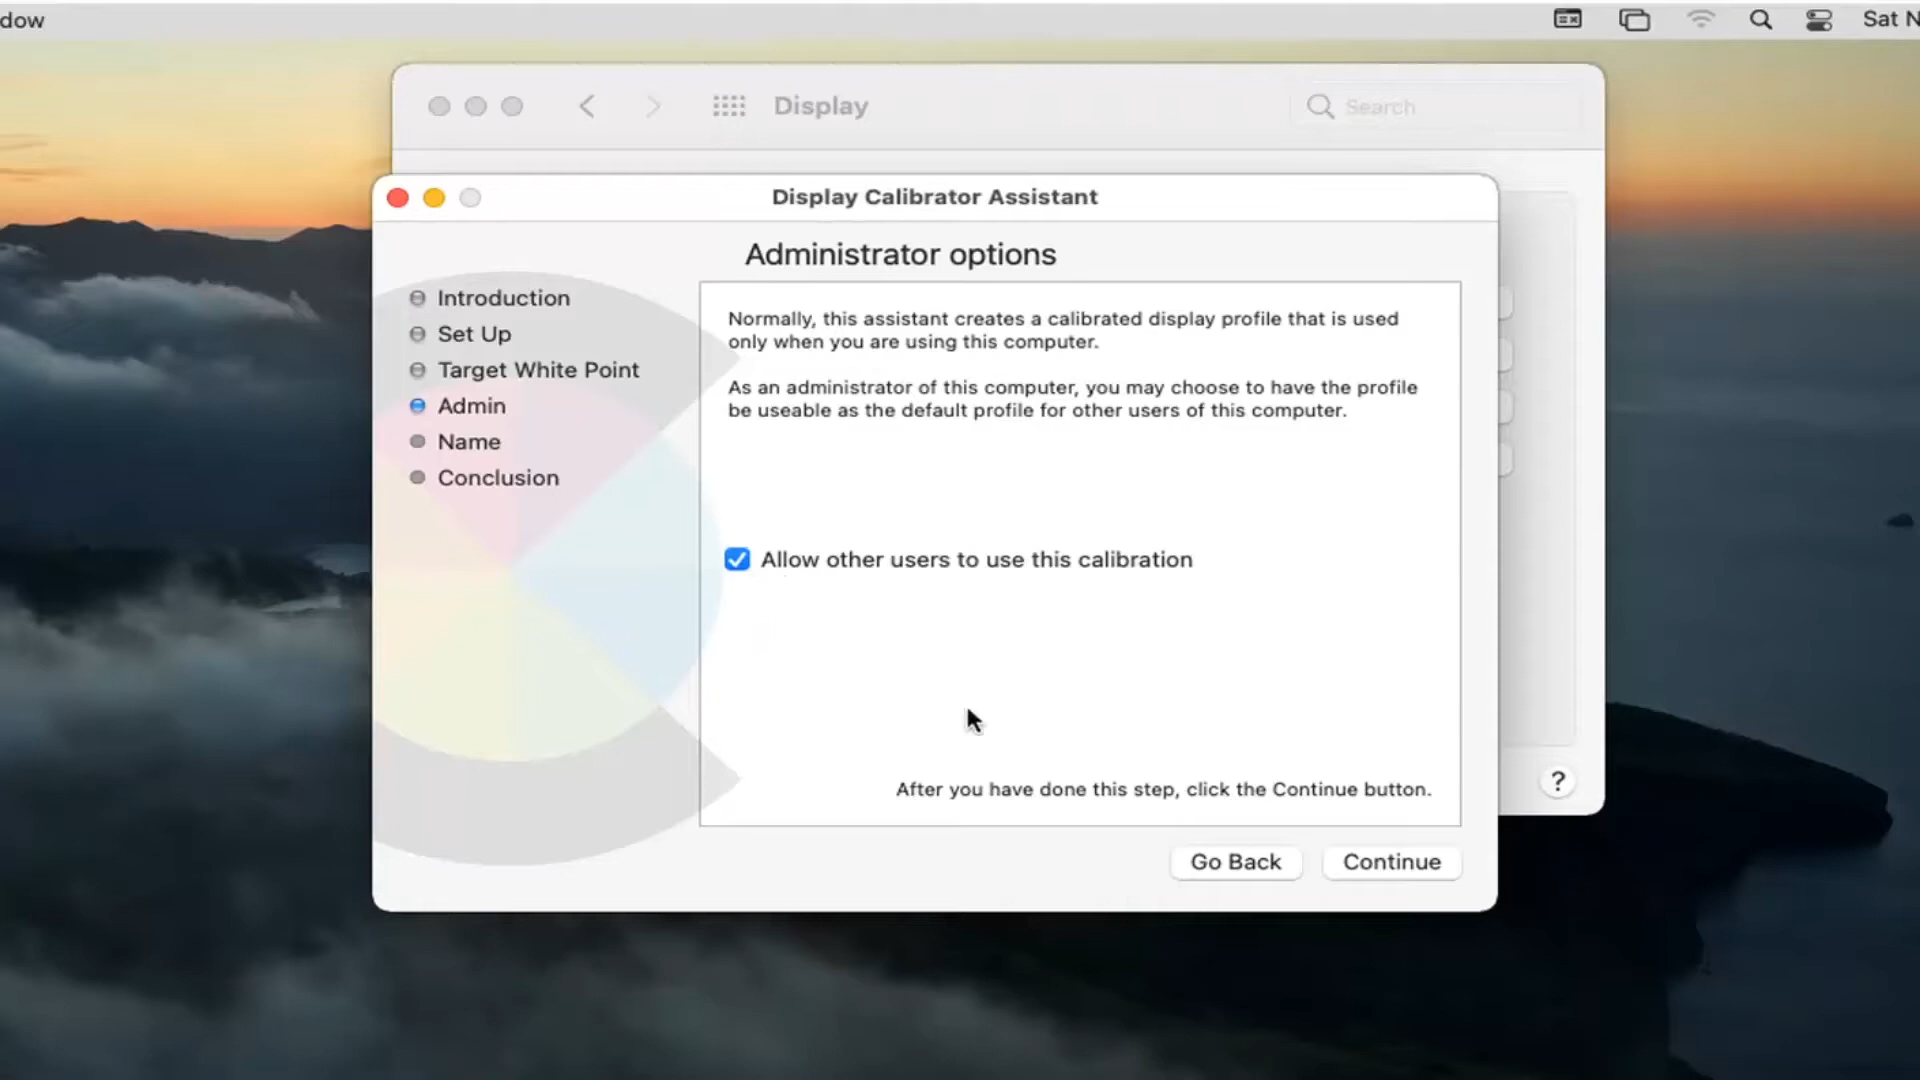 dow
Sat N
Display
Search
Display Calibrator Assistant
Administrator options
Introduction
Set Up
Target White Point
Admin
Name
Conclusion
Normally, this assistant creates a calibrated display profile that is used
only when you are using this computer.
As an administrator of this computer, you may choose to have the profile
be useable as the default profile for other users of this computer.
Allow other users to use this calibration
After you have done this step, click the Continue button.
?
Go Back
Continue